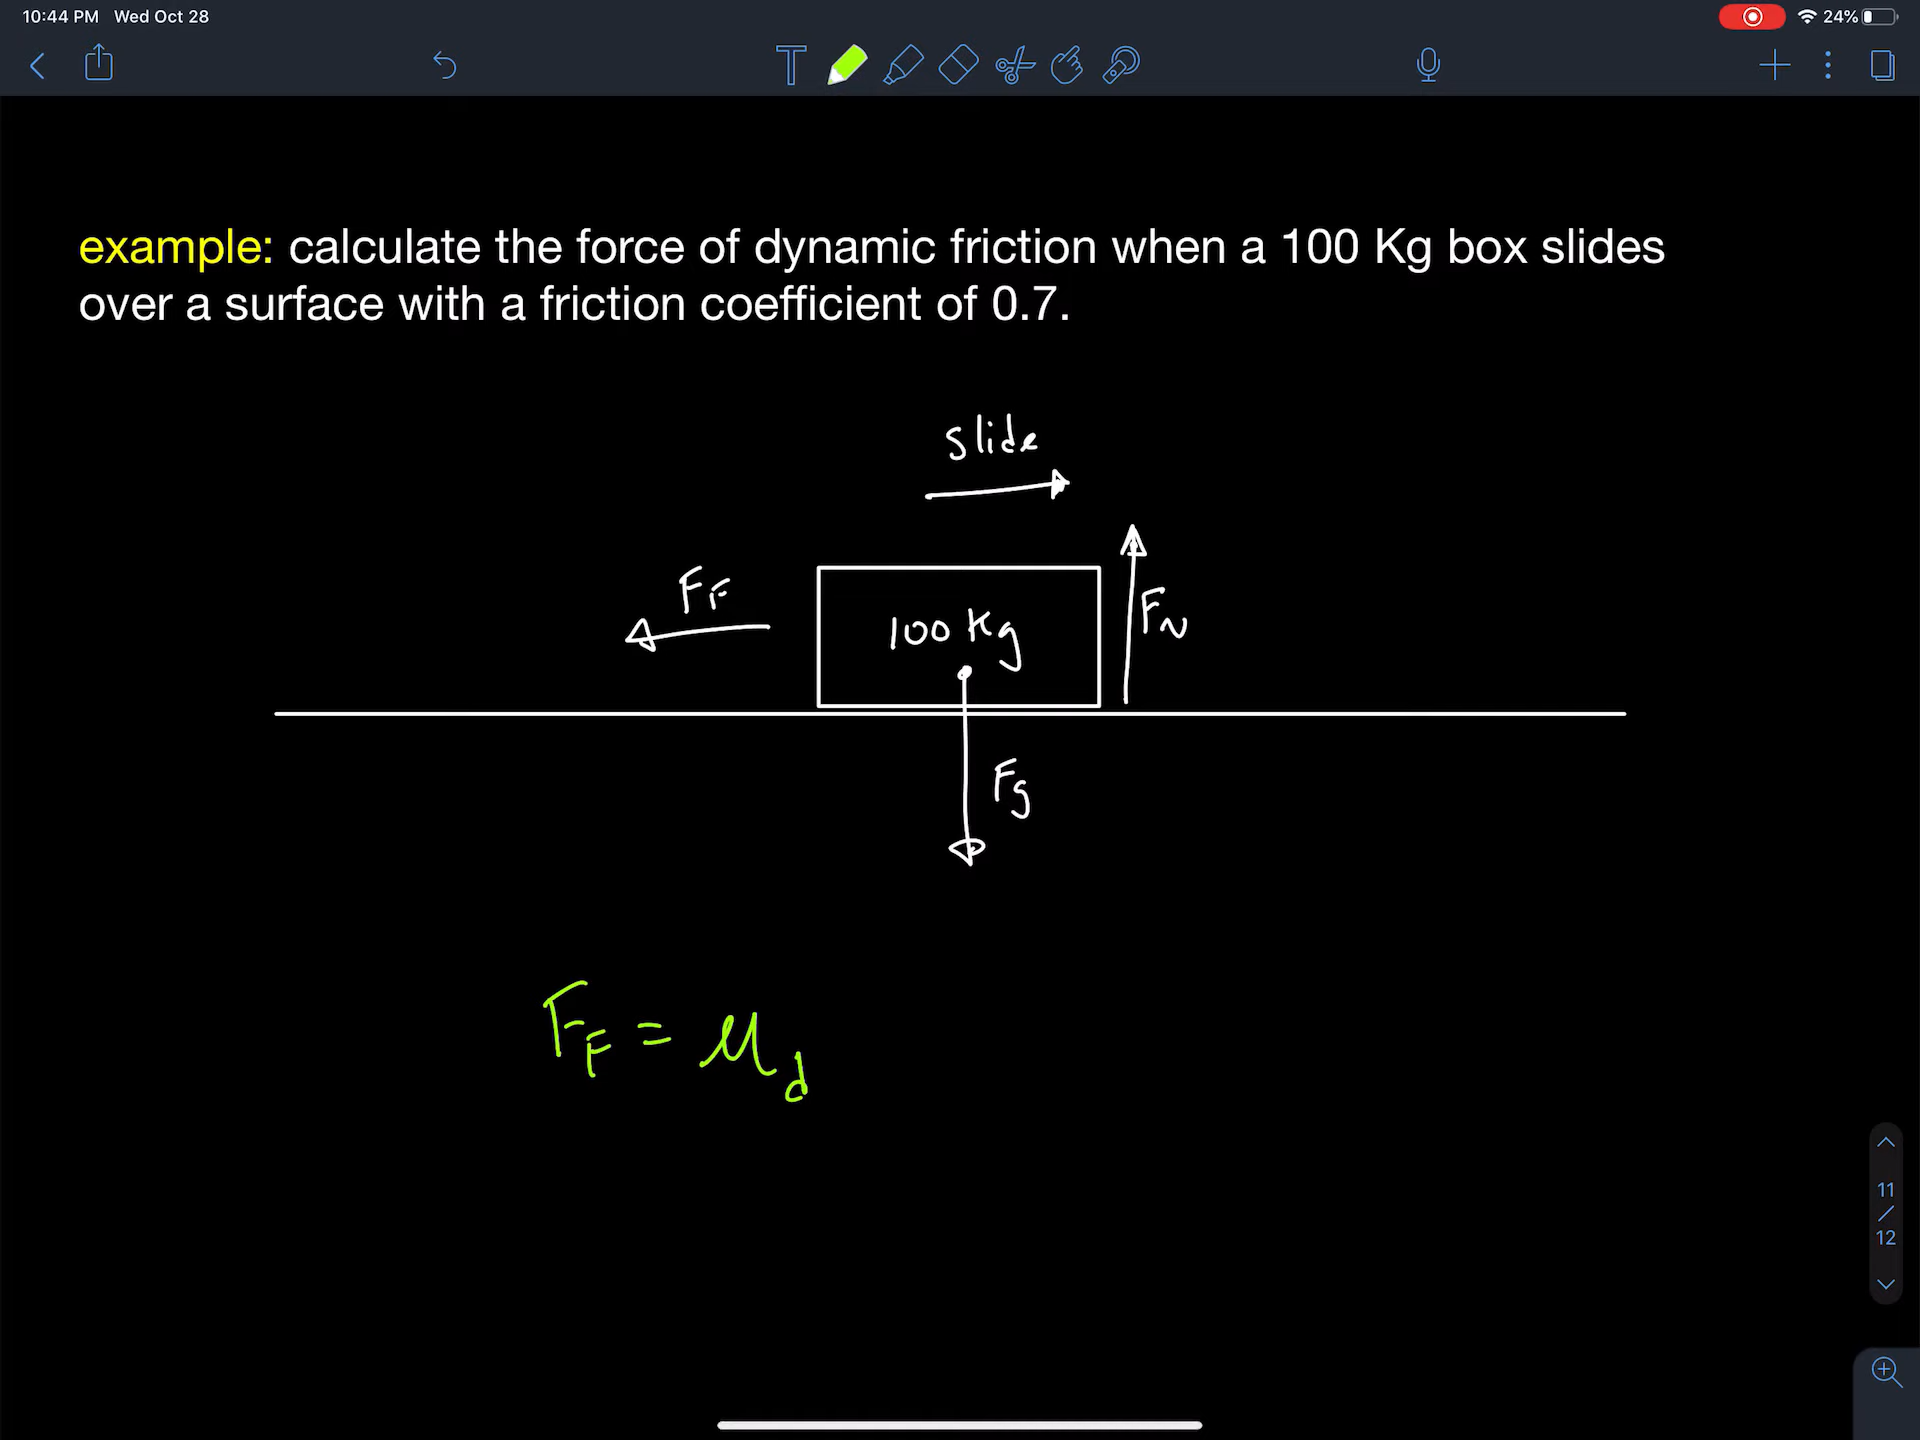 10:44 PM Wed Oct 28
24%
T
example: calculate the force of dynamic friction when a 100 Kg box slides
over a surface with a friction coefficient of 0.7.
slide
FF
100 Kg
FN
Fg
FF = μd
11
/
12